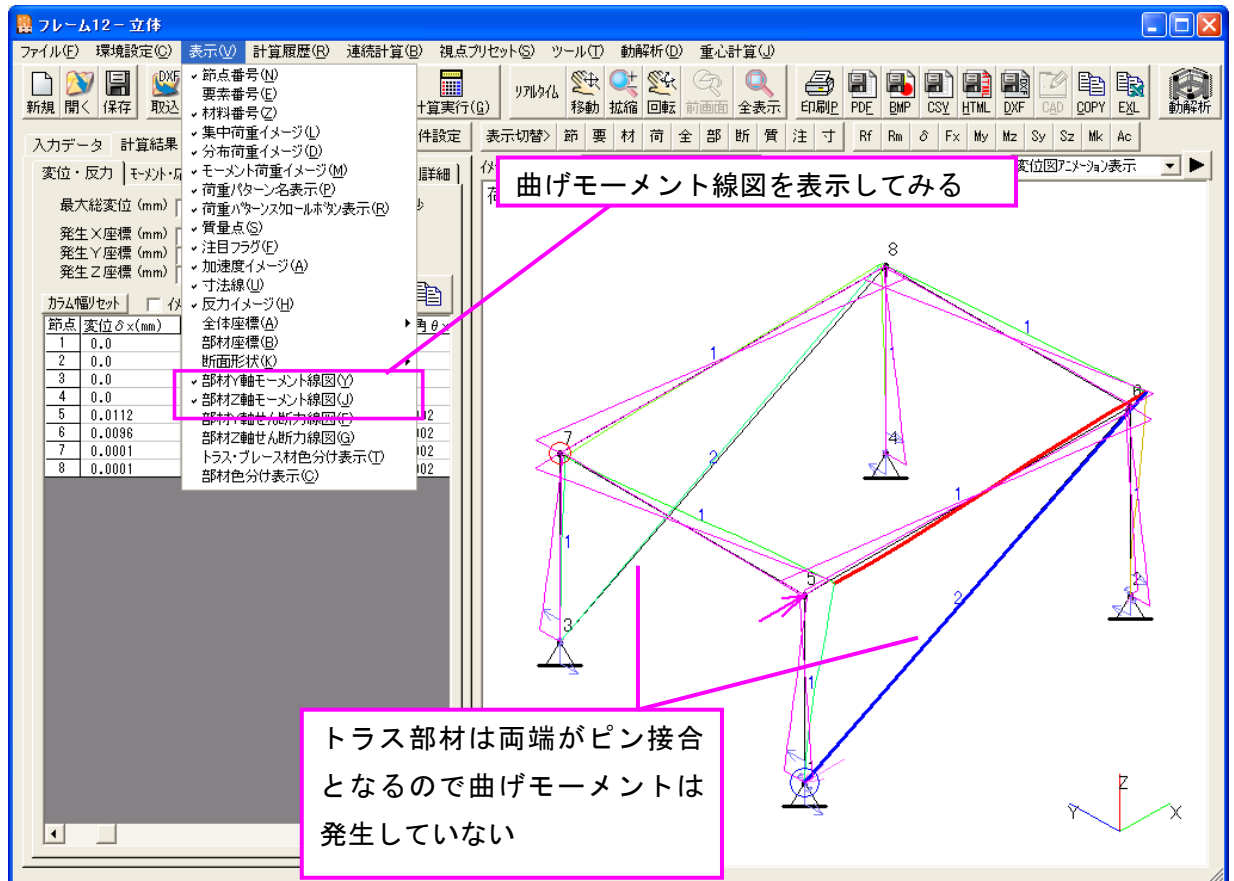 フレーム12－立体
ファイル(F) 環境設定(C) 表示(V) 計算履歴(R) 連続計算(B) 視点プリセット(S) ツール(T) 動解析(D) 重心計算(J)
新規 開く 保存 DXF 取込 計算実行(G) リアルタイム 移動 拡縮 回転 前画面 全表示 印刷P PDF BMP CSV HTML DXF CAD COPY EXL 動解析
入力データ 計算結果 件設定 表示切替> 節 要 材 荷 全 部 断 質 注 寸 Rf Rm δ Fx My Mz Sy Sz Mk Ac
変位・反力 詳細 変位図アニメーション表示
節点番号(N)
要素番号(E)
材料番号(Z)
集中荷重イメージ(L)
分布荷重イメージ(D)
モーメント荷重イメージ(M)
荷重パターン名表示(P)
荷重パターンスクロールボタン表示(R)
質量点(S)
注目フラグ(F)
加速度イメージ(A)
寸法線(U)
反力イメージ(H)
全体座標(A)
部材座標(B)
断面形状(K)
部材Y軸モーメント線図(Y)
部材Z軸モーメント線図(J)
部材Y軸せん断力線図(F)
部材Z軸せん断力線図(G)
トラス・ブレース材色分け表示(T)
部材色分け表示(C)
最大総変位 (mm)
発生X座標 (mm)
発生Y座標 (mm)
発生Z座標 (mm)
カラム幅リセット
節点 変位δx(mm) 角θx
1 0.0
2 0.0
3 0.0
4 0.0
5 0.0112 02
6 0.0096 002
7 0.0001 002
8 0.0001 002
曲げモーメント線図を表示してみる
8
1
1
6
7
4
2
1
1
1
5
2
2
3
1
1
トラス部材は両端がピン接合
となるので曲げモーメントは
発生していない
Z
Y
X